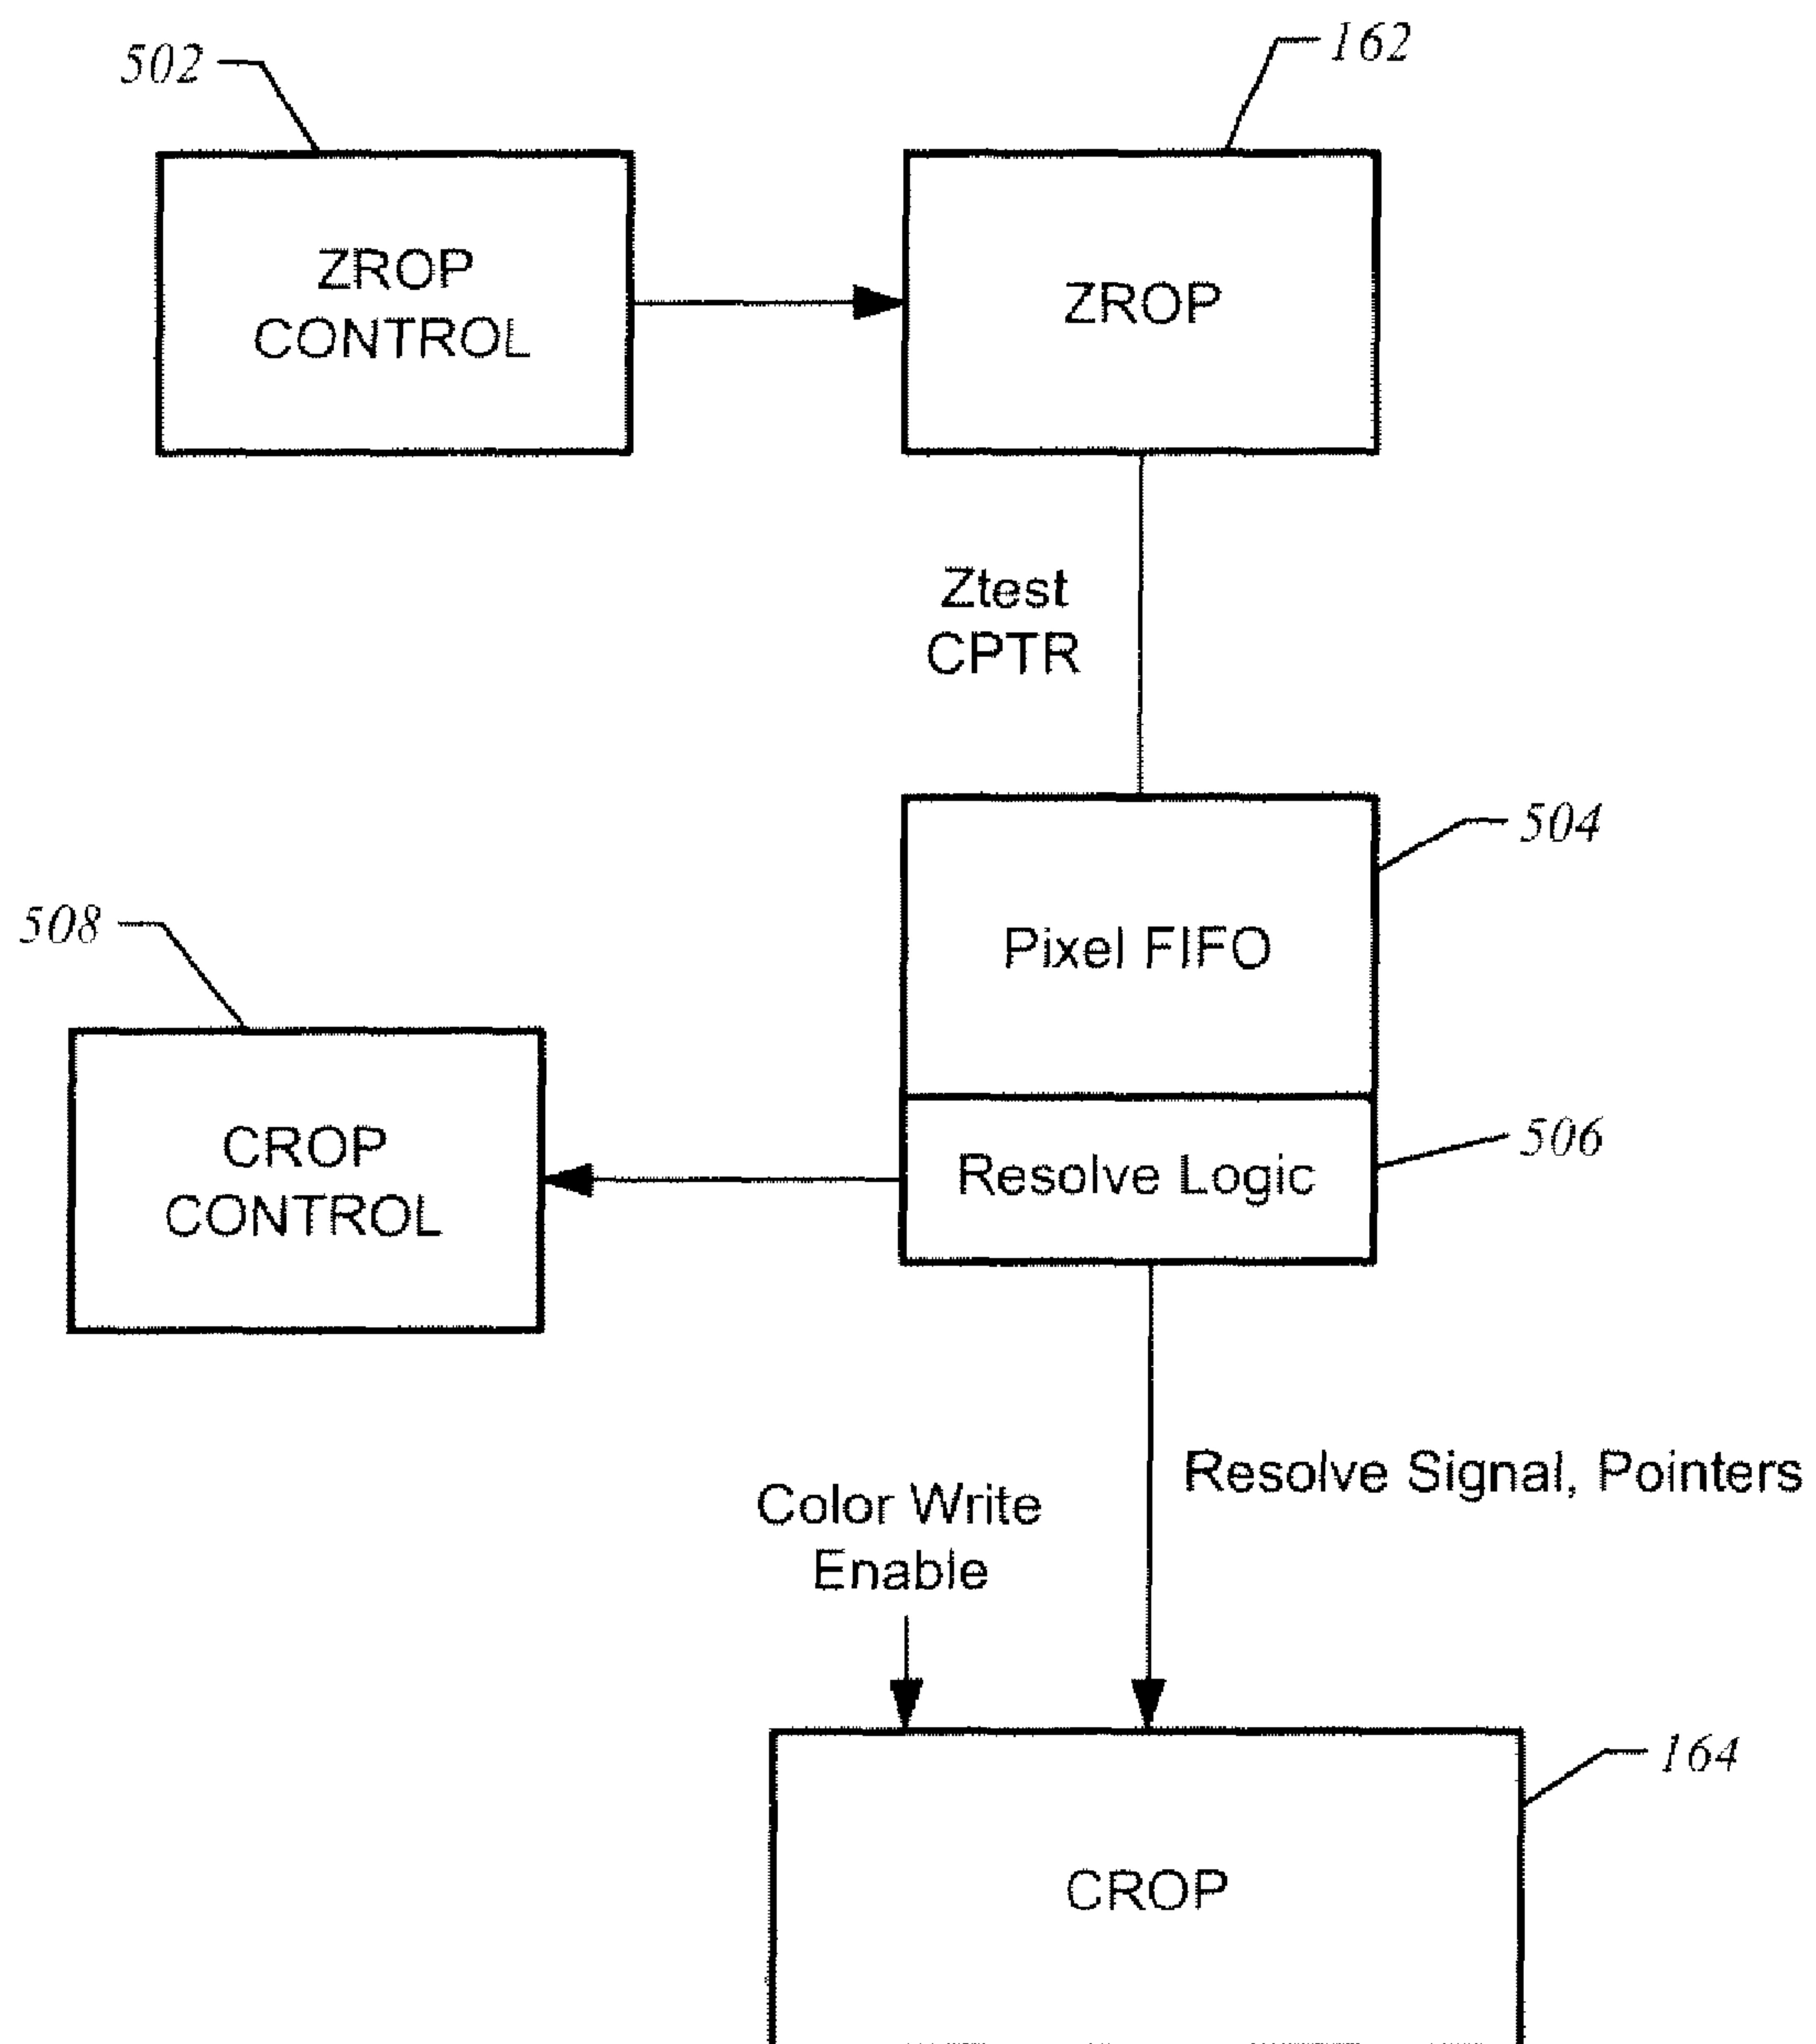 502
162
ZROP
CONTROL
ZROP
Ztest
CPTR
504
Pixel FIFO
508
CROP
CONTROL
Resolve Logic
506
Resolve Signal, Pointers
Color Write
Enable
164
CROP